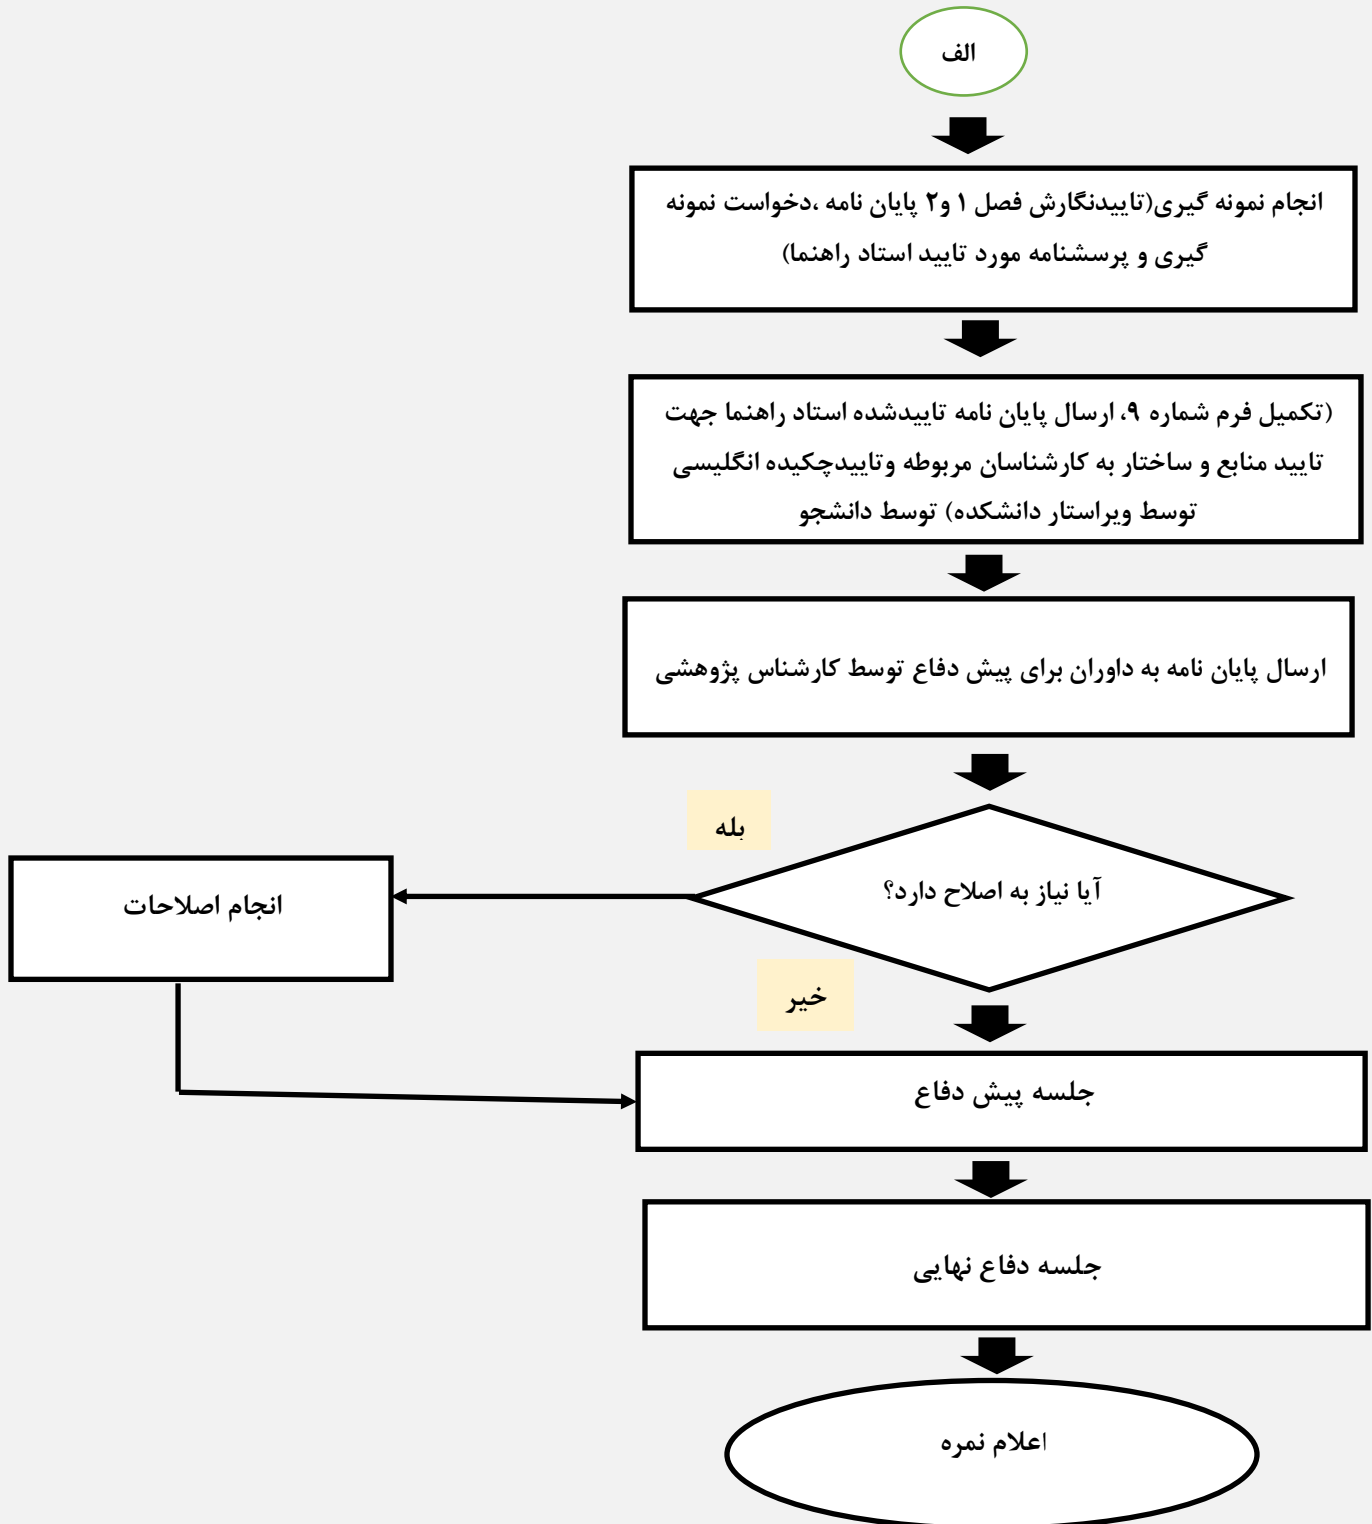 الف
انجام نمونه گیری(تاییدنگارش فصل ۱ و۲ پایان نامه ،دخواست نمونه
گیری و پرسشنامه مورد تایید استاد راهنما)
(تکمیل فرم شماره ۹، ارسال پایان نامه تاییدشده استاد راهنما جهت
تایید منابع و ساختار به کارشناسان مربوطه وتاییدچکیده انگلیسی
توسط ویراستار دانشکده) توسط دانشجو
ارسال پایان نامه به داوران برای پیش دفاع توسط کارشناس پژوهشی
بله
آیا نیاز به اصلاح دارد؟
انجام اصلاحات
خیر
جلسه پیش دفاع
جلسه دفاع نهایی
اعلام نمره